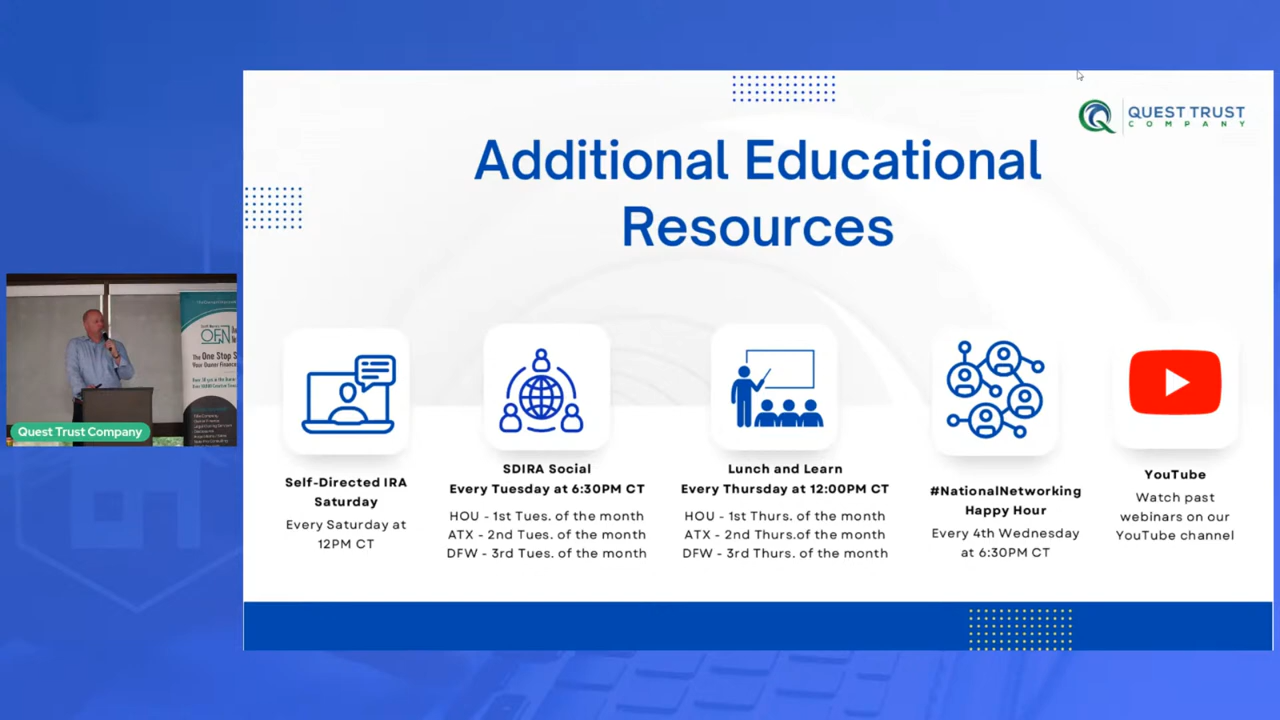 QUEST TRUST
COMPANY
Additional Educational
Resources
Self-Directed IRA
Saturday
Every Saturday at
12PM CT
SDIRA Social
Every Tuesday at 6:30PM CT
HOU - 1st Tues. of the month
ATX - 2nd Tues. of the month
DFW - 3rd Tues. of the month
Lunch and Learn
Every Thursday at 12:00PM CT
HOU - 1st Thurs. of the month
ATX - 2nd Thurs.of the month
DFW - 3rd Thurs. of the month
#NationalNetworking
Happy Hour
Every 4th Wednesday
at 6:30PM CT
YouTube
Watch past
webinars on our
YouTube channel
OFN
The One Stop S
Your Owner Finance
Quest Trust Company